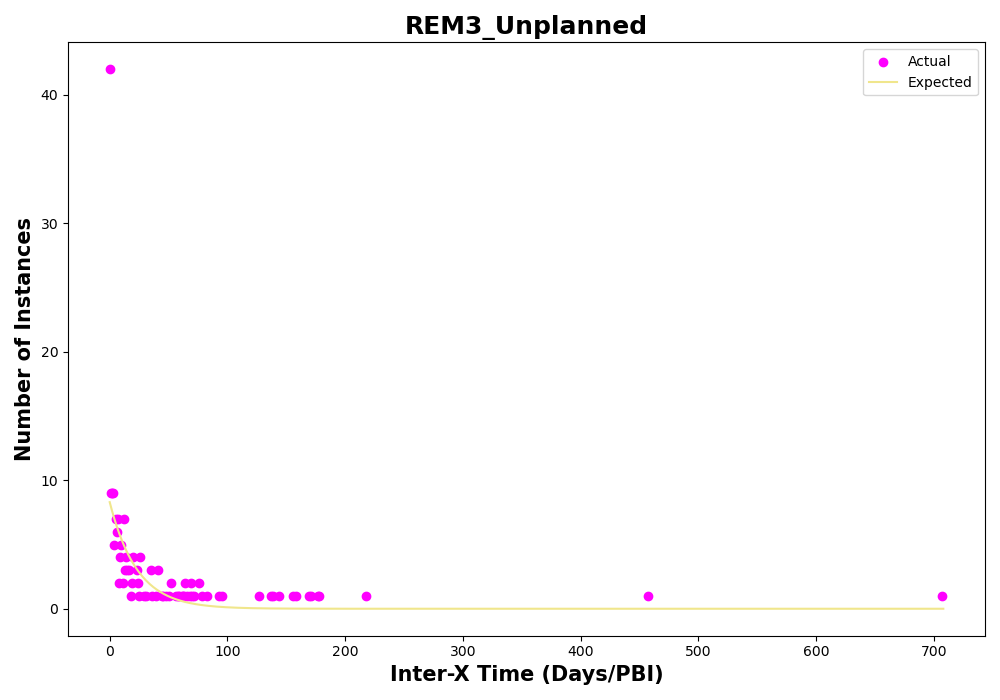 REM3_Unplanned
Actual
Expected
Number of Instances
40
30
20
10
0
0 100 200 300 400 500 600 700
Inter-X Time (Days/PBI)